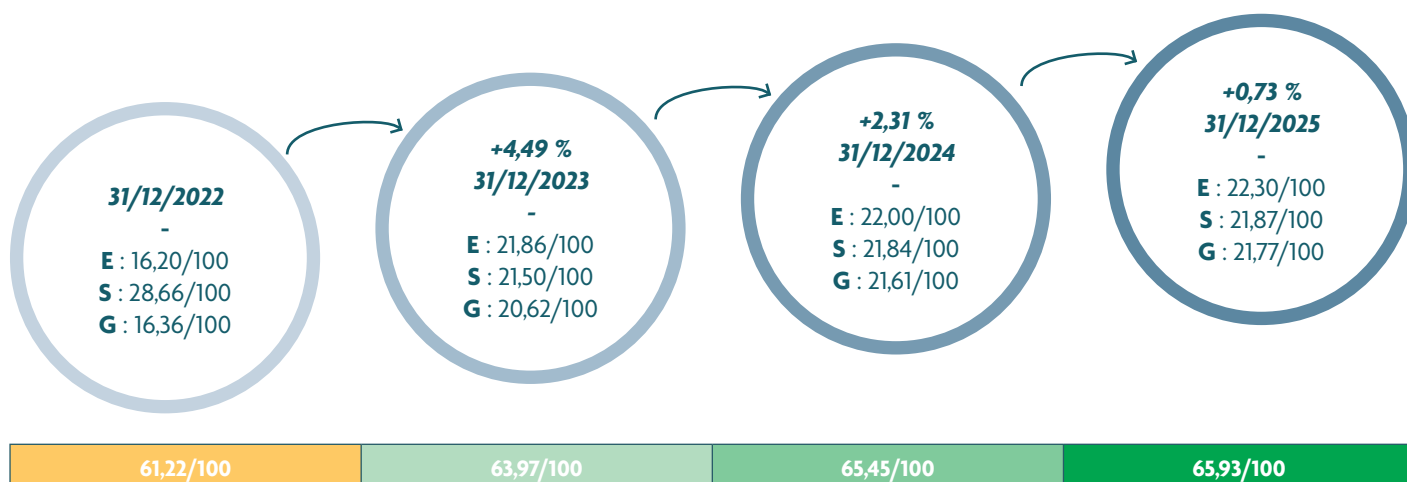 31/12/2022
-
E : 16,20/100
S : 28,66/100
G : 16,36/100
+4,49 %
31/12/2023
-
E : 21,86/100
S : 21,50/100
G : 20,62/100
+2,31 %
31/12/2024
-
E : 22,00/100
S : 21,84/100
G : 21,61/100
+0,73 %
31/12/2025
-
E : 22,30/100
S : 21,87/100
G : 21,77/100
61,22/100
63,97/100
65,45/100
65,93/100